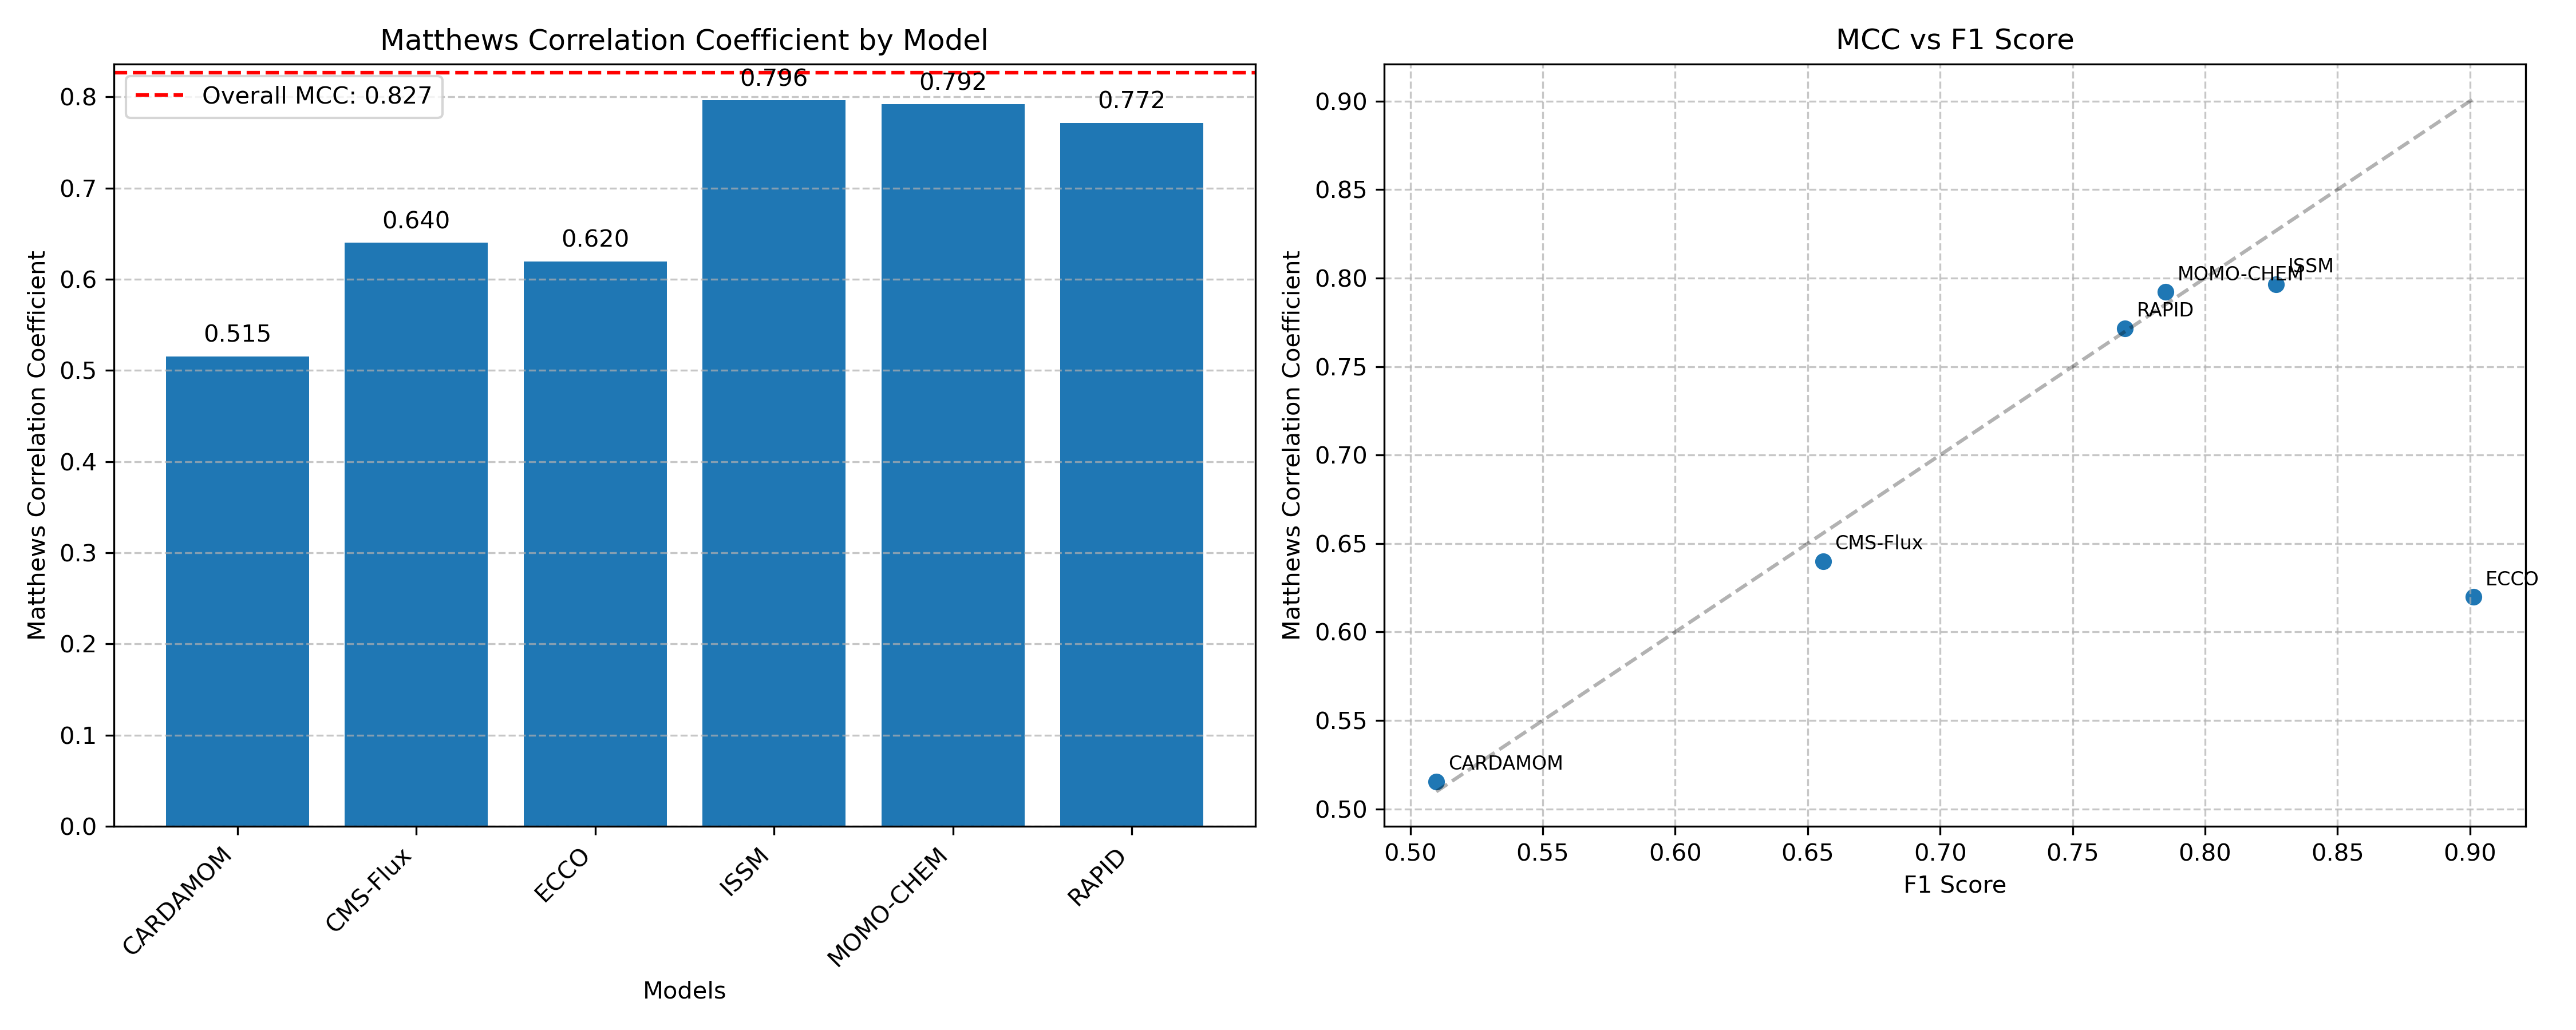 Matthews Correlation Coefficient by Model
Matthews Correlation Coefficient
0.8
0.7
0.6
0.5
0.4
0.3
0.2
0.1
0.0
Overall MCC: 0.827
0.515
0.640
0.620
0.796
0.792
0.772
CARDAMOM
CMS-Flux
ECCO
ISSM
MOMO-CHEM
RAPID
Models
MCC vs F1 Score
Matthews Correlation Coefficient
0.90
0.85
0.80
0.75
0.70
0.65
0.60
0.55
0.50
ISSM
MOMO-CHEM
RAPID
CMS-Flux
ECCO
CARDAMOM
0.50 0.55 0.60 0.65 0.70 0.75 0.80 0.85 0.90
F1 Score